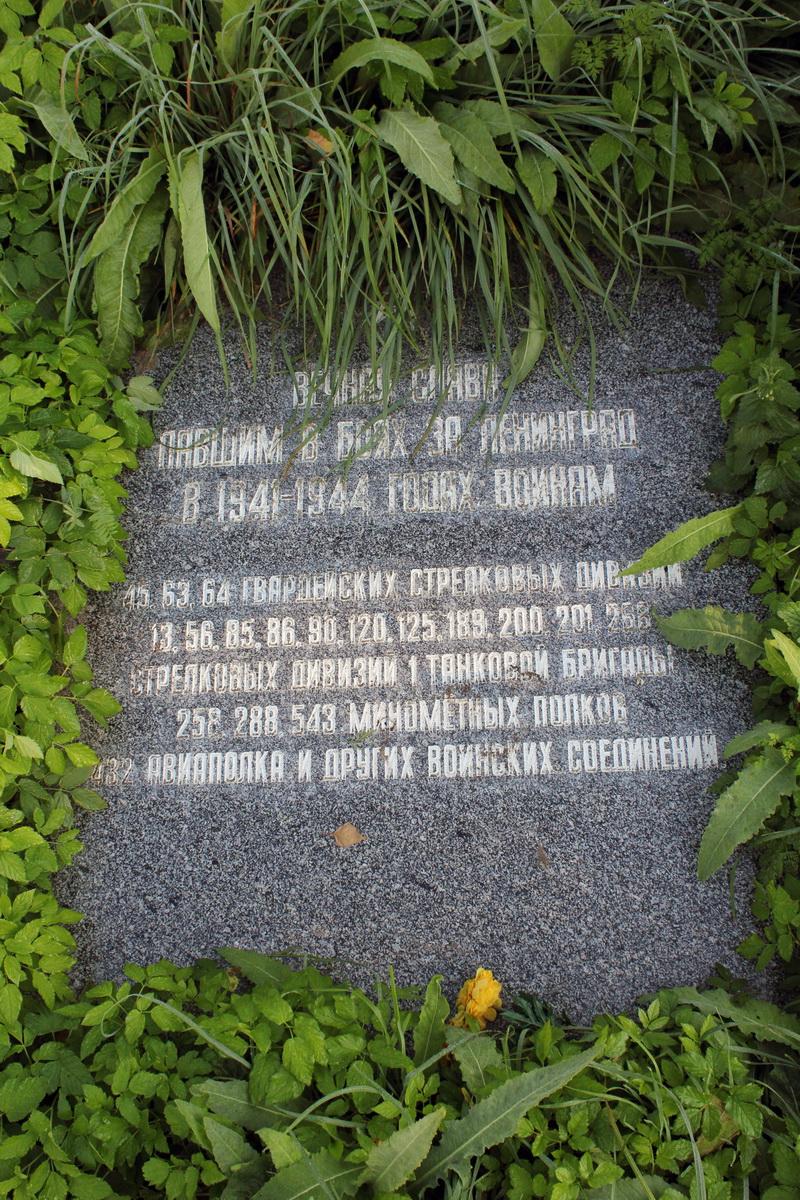 ВЕЧНАЯ СЛАВА
ПАВШИМ В БОЯХ ЗА ЛЕНИНГРАД
В 1941-1944 ГОДАХ ВОИНАМ
45, 63, 64 ГВАРДЕЙСКИХ СТРЕЛКОВЫХ ДИВИЗИЙ
13, 56, 85, 86, 90, 120, 125, 189, 200, 201, 268
СТРЕЛКОВЫХ ДИВИЗИЙ 1 ТАНКОВОЙ БРИГАДЫ
258, 288, 543 МИНОМЕТНЫХ ПОЛКОВ
432 АВИАПОЛКА И ДРУГИХ ВОИНСКИХ СОЕДИНЕНИЙ